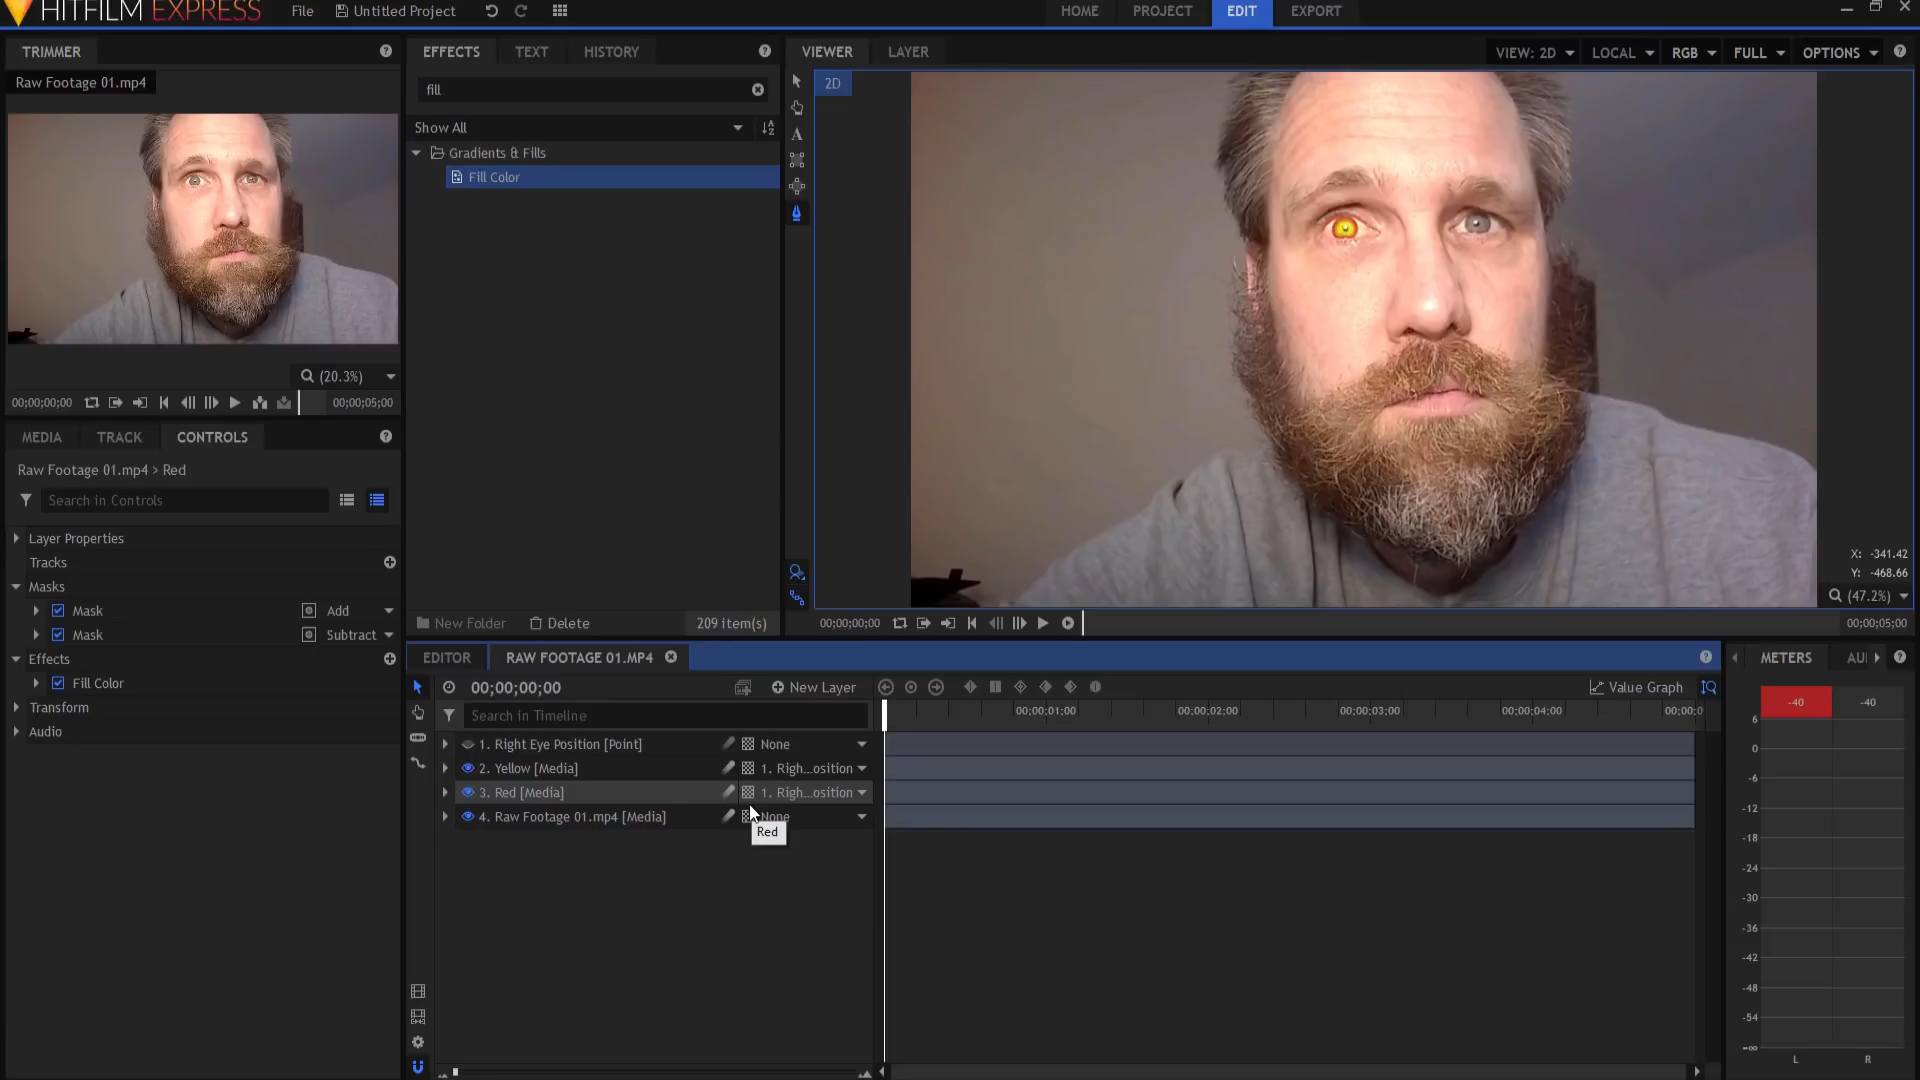 HITFILM EXPRESS
File
Untitled Project
HOME
PROJECT
EDIT
EXPORT
TRIMMER
Raw Footage 01.mp4
(20.3%)
00;00;00;00
00;00;05;00
MEDIA
TRACK
CONTROLS
Raw Footage 01.mp4 > Red
Search in Controls
Layer Properties
Tracks
Masks
Mask
Add
Mask
Subtract
Effects
Fill Color
Transform
Audio
EFFECTS
TEXT
HISTORY
fill
Show All
Gradients & Fills
Fill Color
New Folder
Delete
209 item(s)
VIEWER
LAYER
VIEW: 2D
LOCAL
RGB
FULL
OPTIONS
2D
X: -341.42
Y: -468.66
(47.2%)
00;00;00;00
00;00;05;00
EDITOR
RAW FOOTAGE 01.MP4
00;00;00;00
New Layer
Value Graph
Search in Timeline
00;00;01;00
00;00;02;00
00;00;03;00
00;00;04;00
00;00;0
1. Right Eye Position [Point]
None
2. Yellow [Media]
1. Righ...osition
3. Red [Media]
1. Righ...osition
4. Raw Footage 01.mp4 [Media]
None
Red
METERS
AU
-40
-40
6
0
-6
-12
-18
-24
-30
-36
-42
-48
-54
-∞
L
R